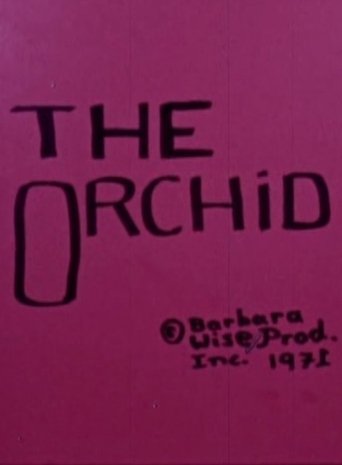 THE
ORCHiD
© Barbara
Wise Prod.
Inc. 1971